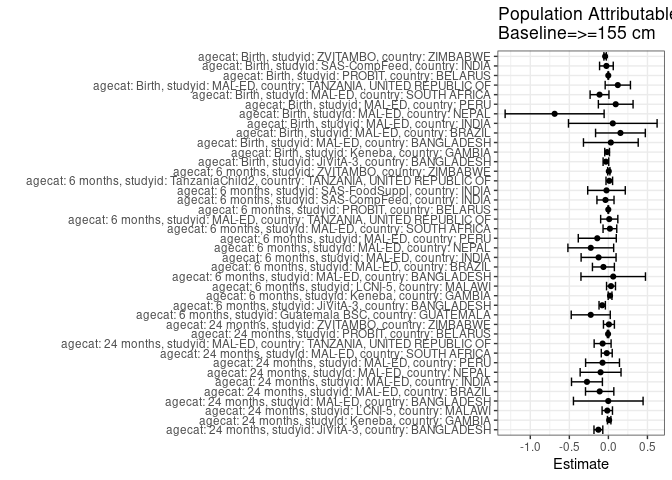 Population Attributable
Baseline=>=155 cm
agecat: Birth, studyid: ZVITAMBO, country: ZIMBABWE
agecat: Birth, studyid: SAS-CompFeed, country: INDIA
agecat: Birth, studyid: PROBIT, country: BELARUS
agecat: Birth, studyid: MAL-ED, country: TANZANIA, UNITED REPUBLIC OF
agecat: Birth, studyid: MAL-ED, country: SOUTH AFRICA
agecat: Birth, studyid: MAL-ED, country: PERU
agecat: Birth, studyid: MAL-ED, country: NEPAL
agecat: Birth, studyid: MAL-ED, country: INDIA
agecat: Birth, studyid: MAL-ED, country: BRAZIL
agecat: Birth, studyid: MAL-ED, country: BANGLADESH
agecat: Birth, studyid: Keneba, country: GAMBIA
agecat: Birth, studyid: JiVitA-3, country: BANGLADESH
agecat: 6 months, studyid: ZVITAMBO, country: ZIMBABWE
agecat: 6 months, studyid: TanzaniaChild2, country: TANZANIA, UNITED REPUBLIC OF
agecat: 6 months, studyid: SAS-FoodSuppl, country: INDIA
agecat: 6 months, studyid: SAS-CompFeed, country: INDIA
agecat: 6 months, studyid: PROBIT, country: BELARUS
agecat: 6 months, studyid: MAL-ED, country: TANZANIA, UNITED REPUBLIC OF
agecat: 6 months, studyid: MAL-ED, country: SOUTH AFRICA
agecat: 6 months, studyid: MAL-ED, country: PERU
agecat: 6 months, studyid: MAL-ED, country: NEPAL
agecat: 6 months, studyid: MAL-ED, country: INDIA
agecat: 6 months, studyid: MAL-ED, country: BRAZIL
agecat: 6 months, studyid: MAL-ED, country: BANGLADESH
agecat: 6 months, studyid: LCNI-5, country: MALAWI
agecat: 6 months, studyid: Keneba, country: GAMBIA
agecat: 6 months, studyid: JiVitA-3, country: BANGLADESH
agecat: 6 months, studyid: Guatemala BSC, country: GUATEMALA
agecat: 24 months, studyid: ZVITAMBO, country: ZIMBABWE
agecat: 24 months, studyid: PROBIT, country: BELARUS
agecat: 24 months, studyid: MAL-ED, country: TANZANIA, UNITED REPUBLIC OF
agecat: 24 months, studyid: MAL-ED, country: SOUTH AFRICA
agecat: 24 months, studyid: MAL-ED, country: PERU
agecat: 24 months, studyid: MAL-ED, country: NEPAL
agecat: 24 months, studyid: MAL-ED, country: INDIA
agecat: 24 months, studyid: MAL-ED, country: BRAZIL
agecat: 24 months, studyid: MAL-ED, country: BANGLADESH
agecat: 24 months, studyid: LCNI-5, country: MALAWI
agecat: 24 months, studyid: Keneba, country: GAMBIA
agecat: 24 months, studyid: JiVitA-3, country: BANGLADESH
-1.0 -0.5 0.0 0.5
Estimate